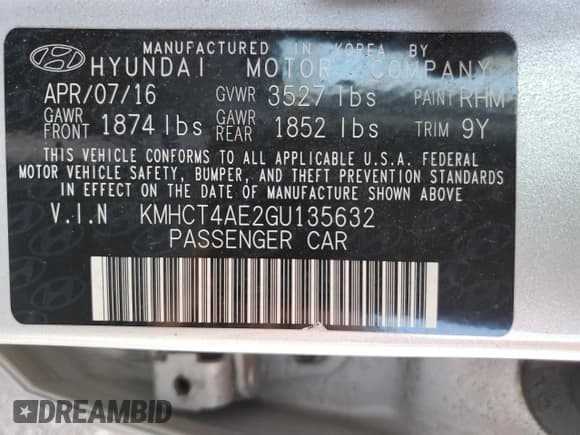 MANUFACTURED IN KOREA BY
HYUNDAI MOTOR COMPANY
APR/07/16 GVWR 3527 lbs PAINT RHM
GAWR FRONT 1874 lbs GAWR REAR 1852 lbs TRIM 9Y
THIS VEHICLE CONFORMS TO ALL APPLICABLE U.S.A. FEDERAL
MOTOR VEHICLE SAFETY, BUMPER, AND THEFT PREVENTION STANDARDS
IN EFFECT ON THE DATE OF MANUFACTURE SHOWN ABOVE
V.I.N KMHCT4AE2GU135632
PASSENGER CAR
DREAMBID